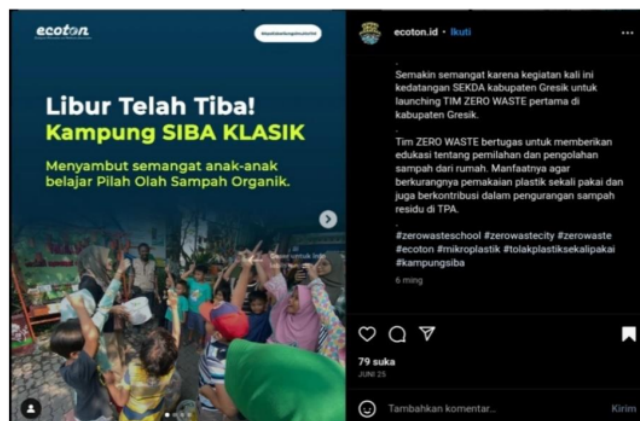 ecoton
Libur Telah Tiba!
Kampung SIBA KLASIK
Menyambut semangat anak-anak
belajar Pilah Olah Sampah Organik.
ecoton.id • Ikuti
.
Semakin semangat karena kegiatan kali ini
kedatangan SEKDA kabupaten Gresik untuk
launching TIM ZERO WASTE pertama di
kabupaten Gresik.
.
Tim ZERO WASTE bertugas untuk memberikan
edukasi tentang pemilahan dan pengolahan
sampah dari rumah. Manfaatnya agar
berkurangnya pemakaian plastik sekali pakai dan
juga berkontribusi dalam pengurangan sampah
residu di TPA.
.
#zerowasteschool #zerowastecity #zerowaste
#ecoton #mikroplastik #tolakplastiksekalipakai
#kampungsiba
6 ming
79 suka
JUNI 25
Tambahkan komentar...
Kirim